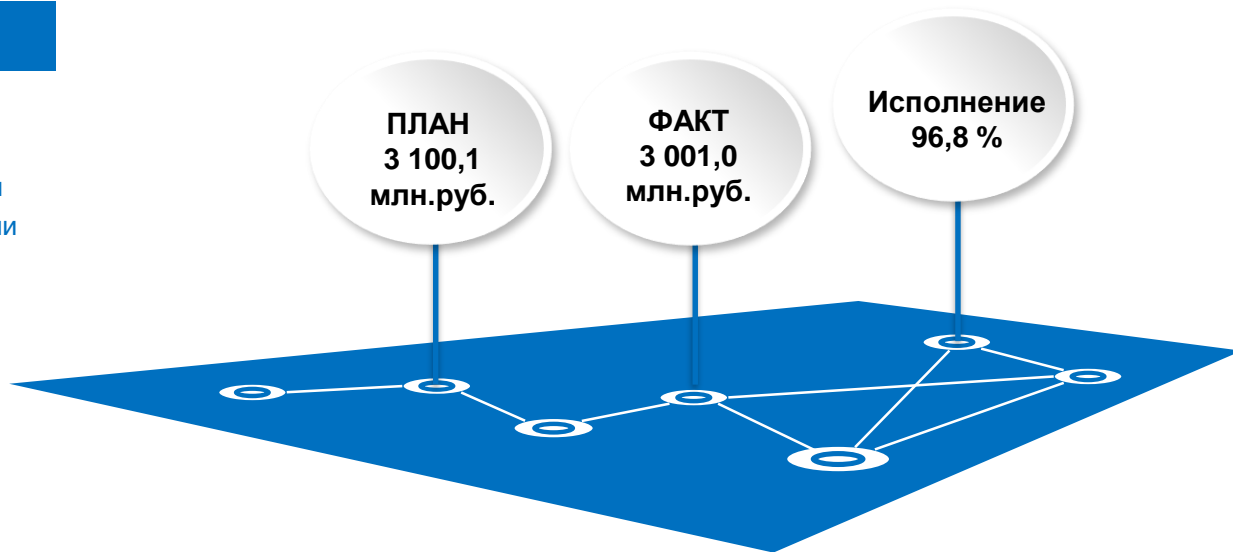 ПЛАН
3 100,1
млн.руб.
ФАКТ
3 001,0
млн.руб.
Исполнение
96,8 %